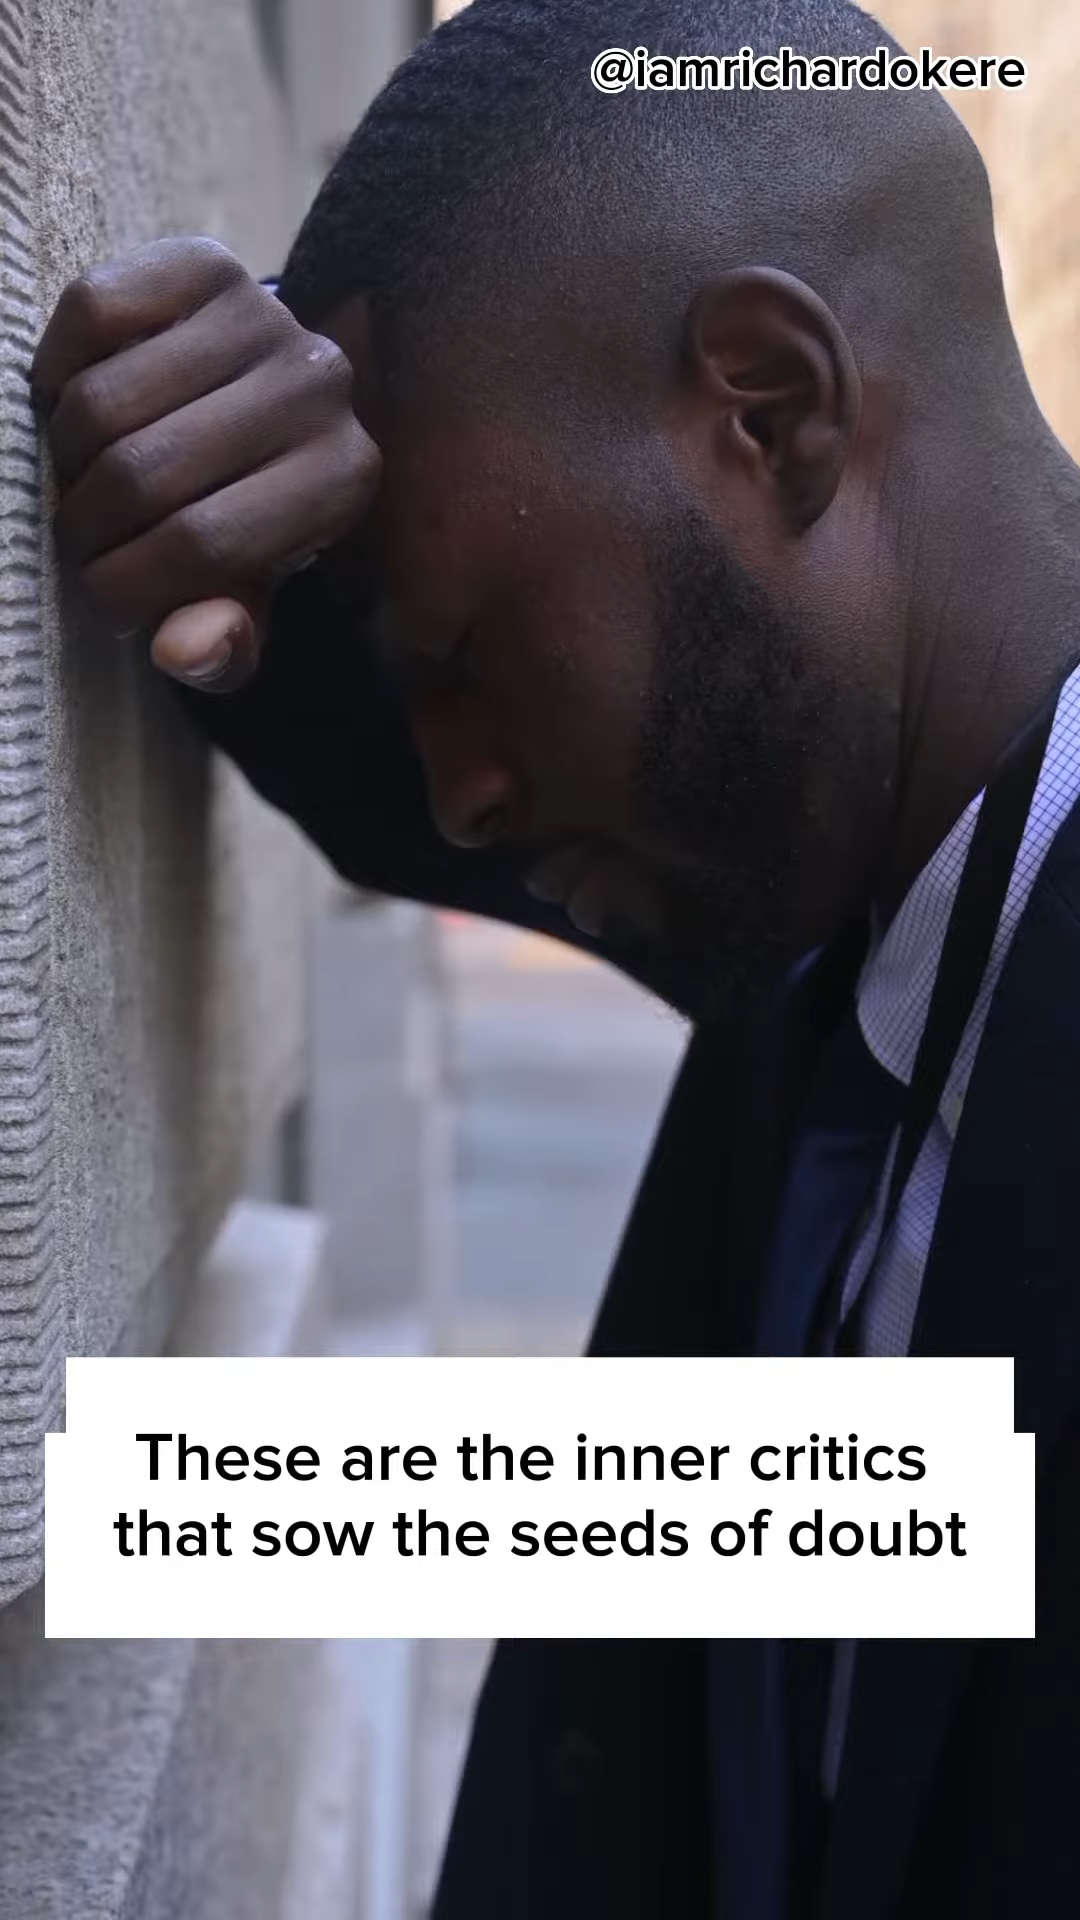 @iamrichardokere
These are the inner critics
that sow the seeds of doubt